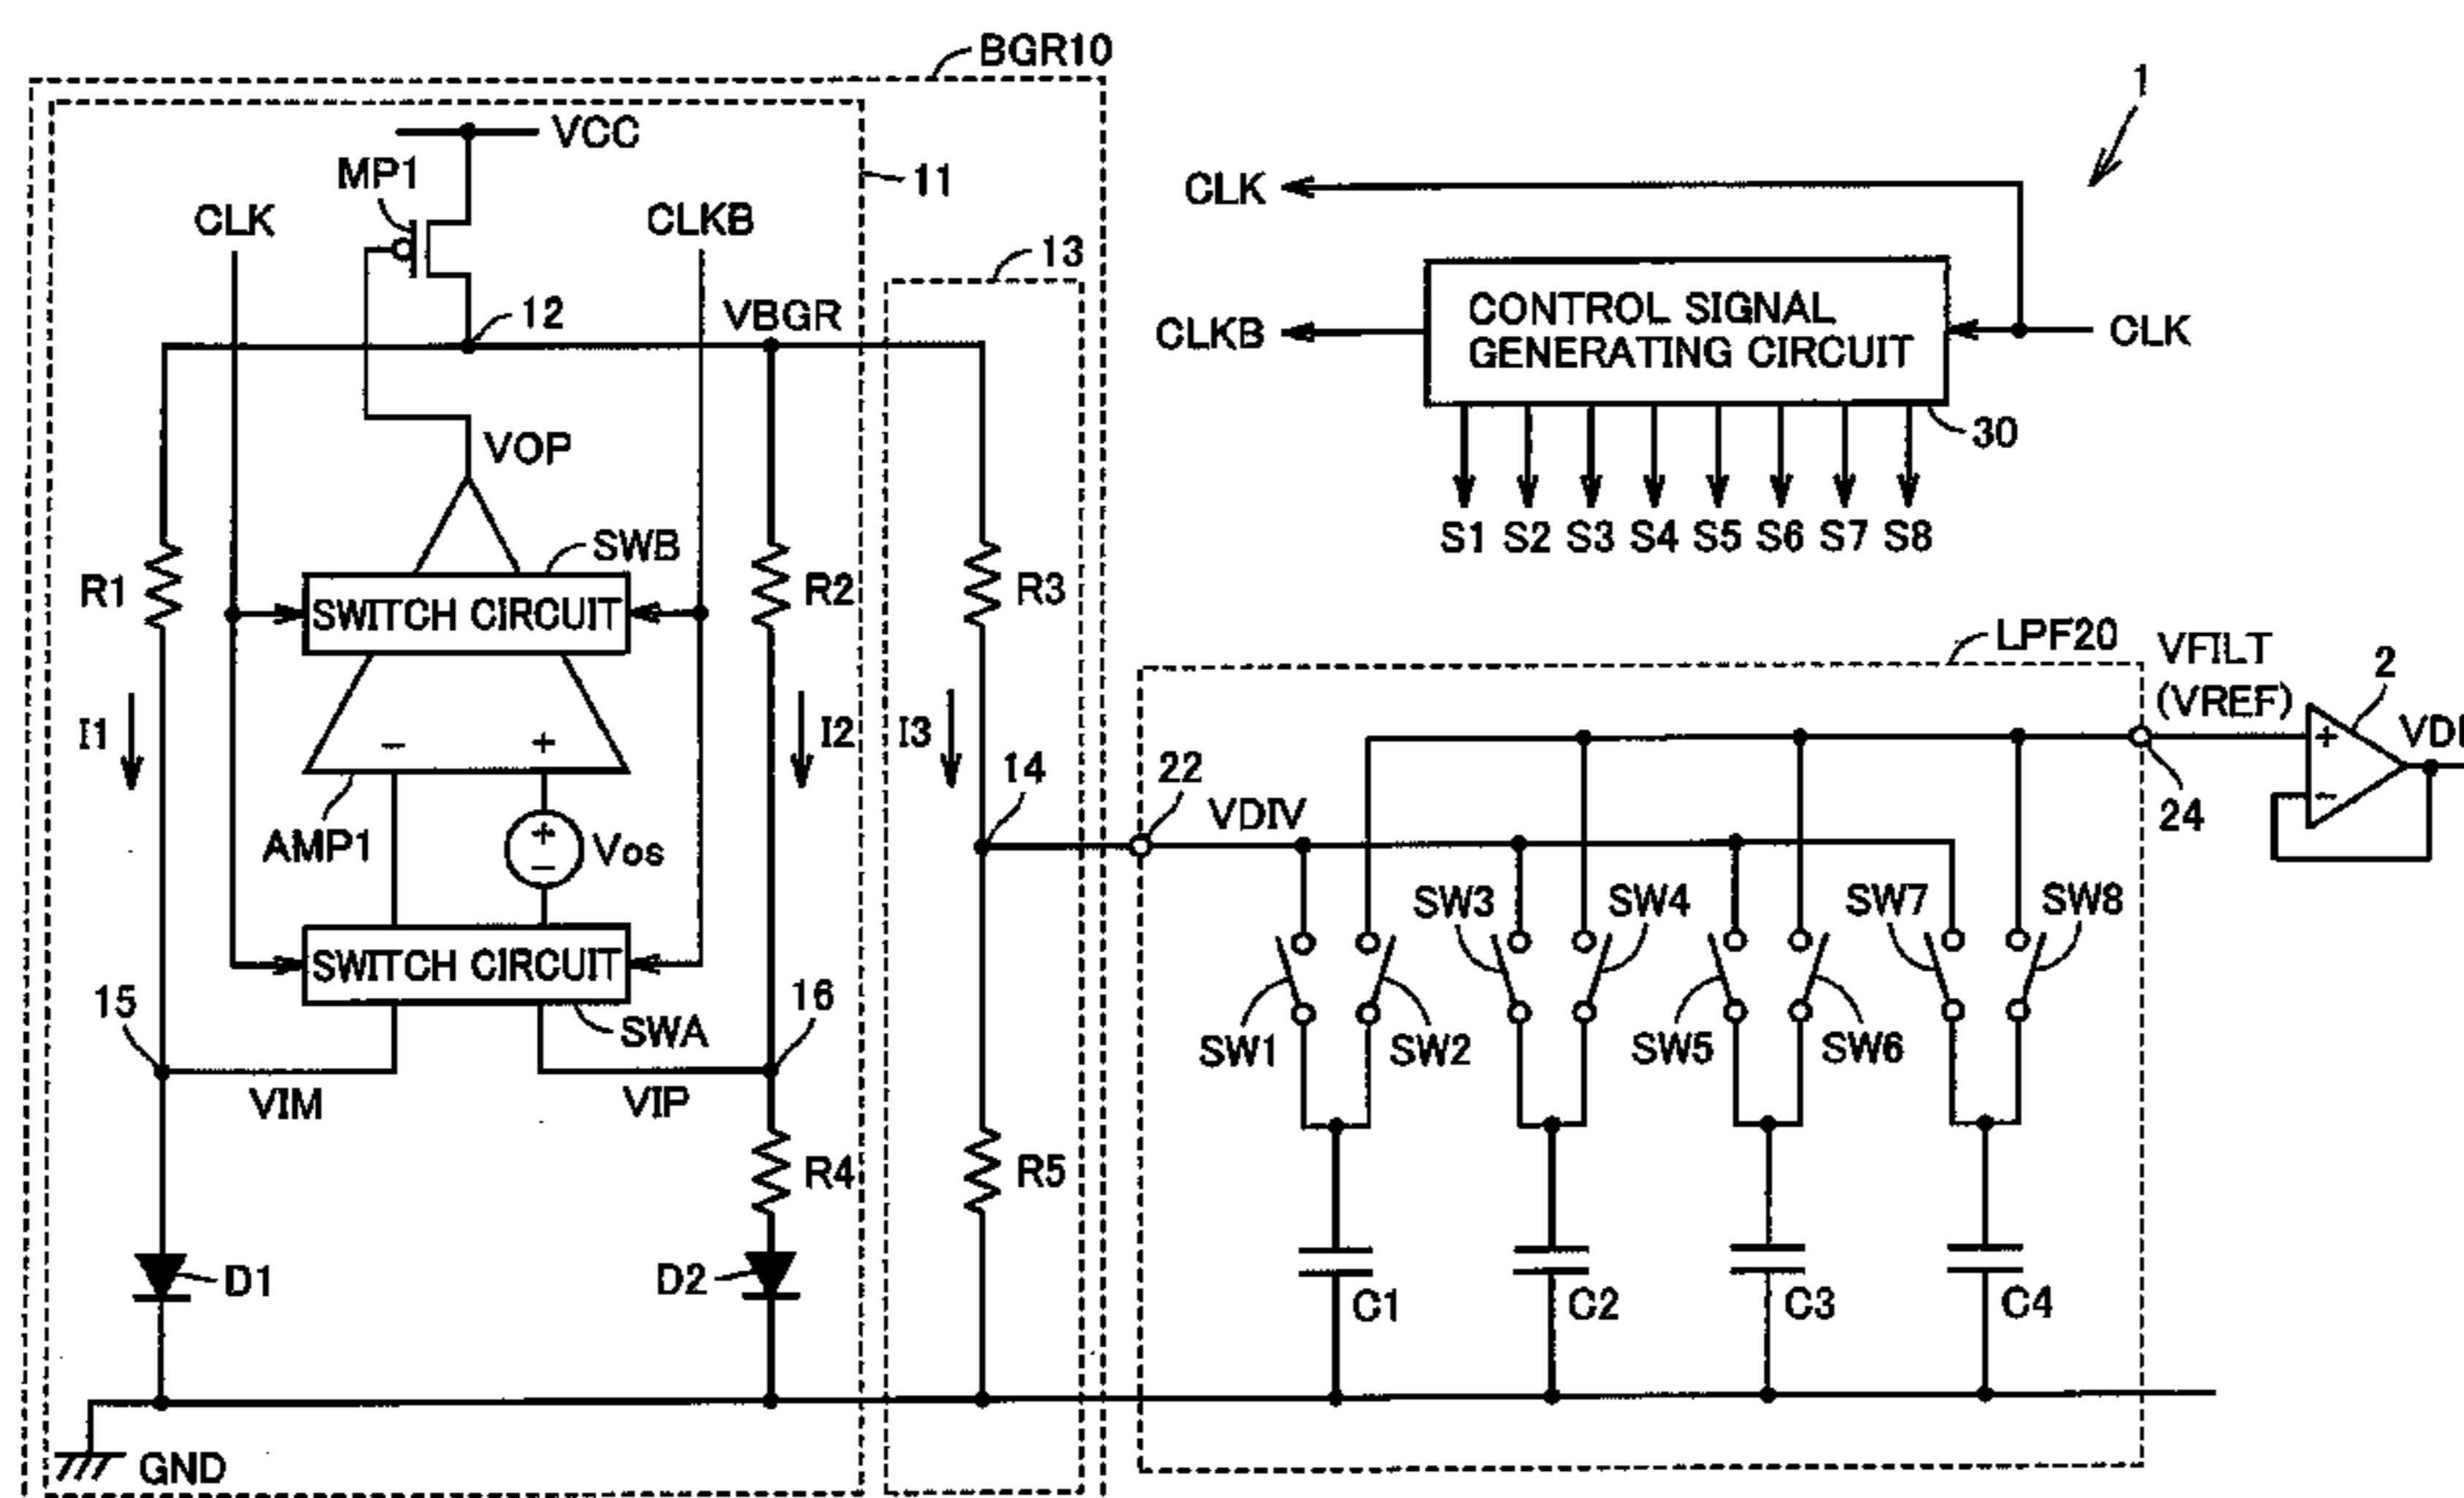 BGR10
1
VCC
MP1
11
CLK
CLKB
CLK
13
12
VBGR
CONTROL SIGNAL
GENERATING CIRCUIT
CLKB
CLK
30
VOP
S1 S2 S3 S4 S5 S6 S7 S8
SWB
R1
SWITCH CIRCUIT
R2
R3
LPF20
VFILT
(VREF)
2
I1
I2
I3
- +
+
-
VDI
14
22
VDIV
24
AMP1
+
-
Vos
SW3
SW4
SW7
SW8
SWITCH CIRCUIT
15
16
SWA
SW1
SW2
SW5
SW6
VIM
VIP
R4
R5
D1
D2
C1
C2
C3
C4
GND